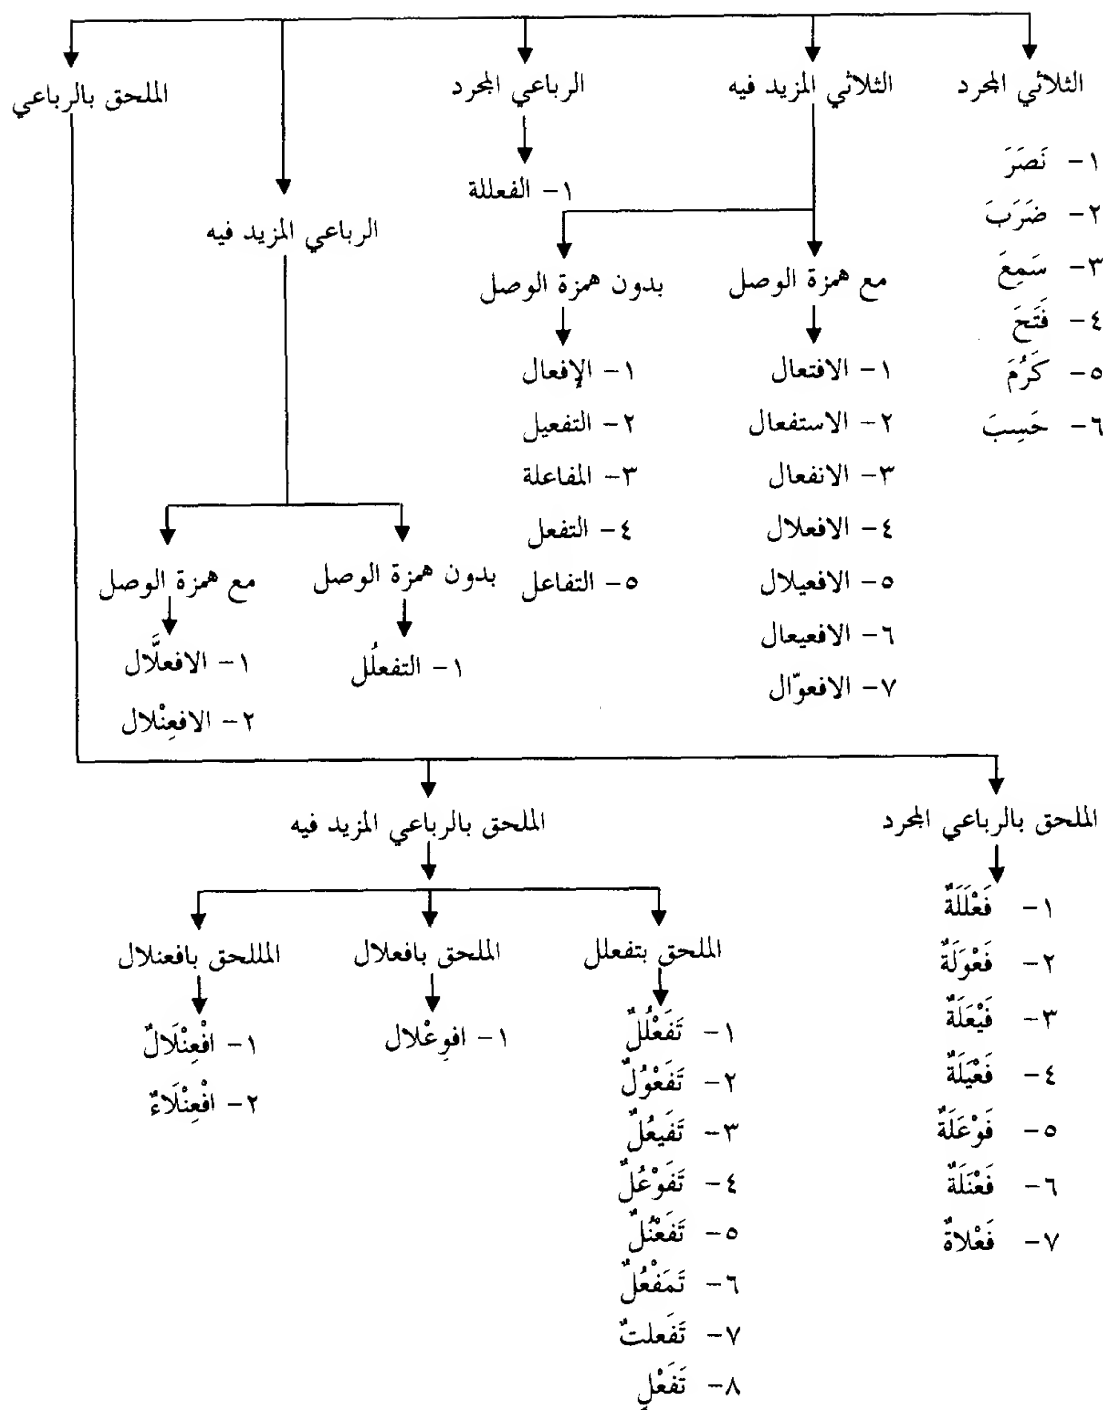 الثلاثي المجرد
١- نَصَرَ
٢- ضَرَبَ
٣- سَمِعَ
٤- فَتَحَ
٥- كَرُمَ
٦- حَسِبَ
الثلاثي المزيد فيه
مع همزة الوصل
١- الافتعال
٢- الاستفعال
٣- الانفعال
٤- الافعلال
٥- الافعيلال
٦- الافعيعال
٧- الافعوّال
بدون همزة الوصل
١- الإفعال
٢- التفعيل
٣- المفاعلة
٤- التفعل
٥- التفاعل
الرباعي المجرد
١- الفعللة
الرباعي المزيد فيه
بدون همزة الوصل
١- التفعلُل
مع همزة الوصل
١- الافعلَّال
٢- الافعِنْلال
الملحق بالرباعي
الملحق بالرباعي المجرد
١- فَعْلَلَةٌ
٢- فَعْوَلَةٌ
٣- فَيْعَلَةٌ
٤- فَعْيَلَةٌ
٥- فَوْعَلَةٌ
٦- فَعْنَلَةٌ
٧- فَعْلاةٌ
الملحق بالرباعي المزيد فيه
الملحق بتفعلل
١- تَفَعْلُلٌ
٢- تَفَعْوُلٌ
٣- تَفَيعُلٌ
٤- تَفَوْعُلٌ
٥- تَفَعْنُلٌ
٦- تَمَفْعُلٌ
٧- تَفَعلتٌ
٨- تَفَعْلٍ
الملحق بافعلال
١- افوِعْلال
المللحق بافعنلال
١- افْعِنْلَالٌ
٢- افْعِنْلَاءٌ